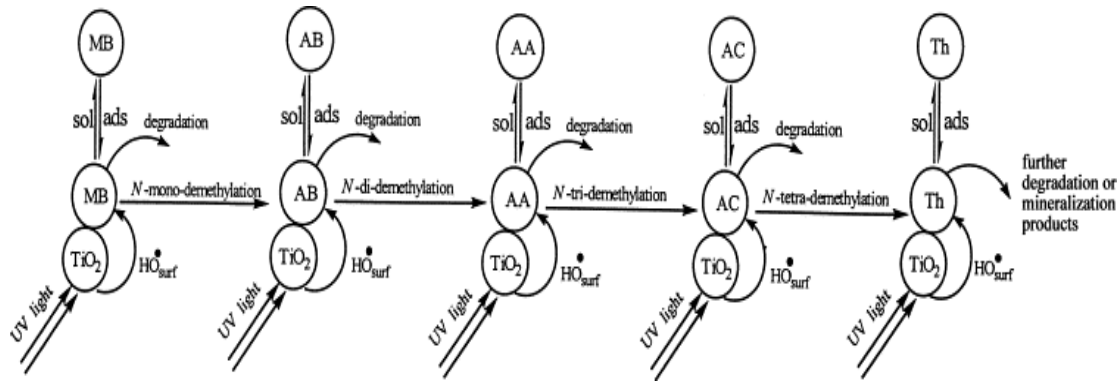 MB
AB
AA
AC
Th
sol ads
sol ads
sol ads
sol ads
sol ads
degradation
degradation
degradation
degradation
further
degradation or
mineralization
products
MB
N-mono-demethylation
AB
N-di-demethylation
AA
N-tri-demethylation
AC
N-tetra-demethylation
Th
TiO2
HO•surf
TiO2
HO•surf
TiO2
HO•surf
TiO2
HO•surf
TiO2
HO•surf
UV light
UV light
UV light
UV light
UV light